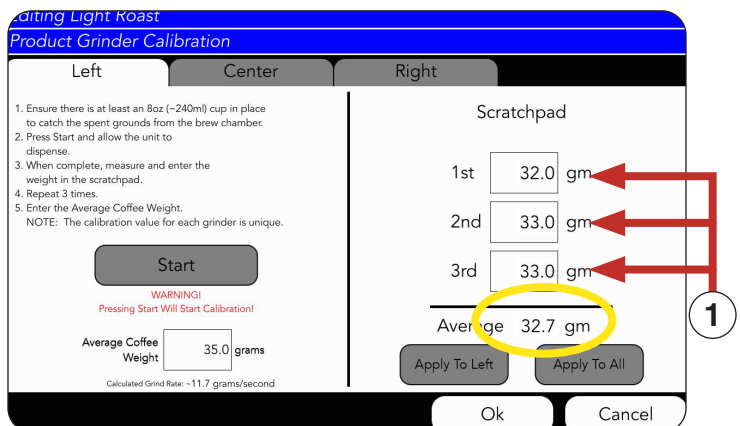 Editing Light Roast
Product Grinder Calibration
Left
Center
Right
1. Ensure there is at least an 8oz (~240ml) cup in place
to catch the spent grounds from the brew chamber.
2. Press Start and allow the unit to
dispense.
3. When complete, measure and enter the
weight in the scratchpad.
4. Repeat 3 times.
5. Enter the Average Coffee Weight.
NOTE: The calibration value for each grinder is unique.
Start
WARNING!
Pressing Start Will Start Calibration!
Average Coffee
Weight
35.0 grams
Calculated Grind Rate: ~11.7 grams/second
Scratchpad
1st 32.0 gm
2nd 33.0 gm
3rd 33.0 gm
1
Average 32.7 gm
Apply To Left
Apply To All
Ok
Cancel